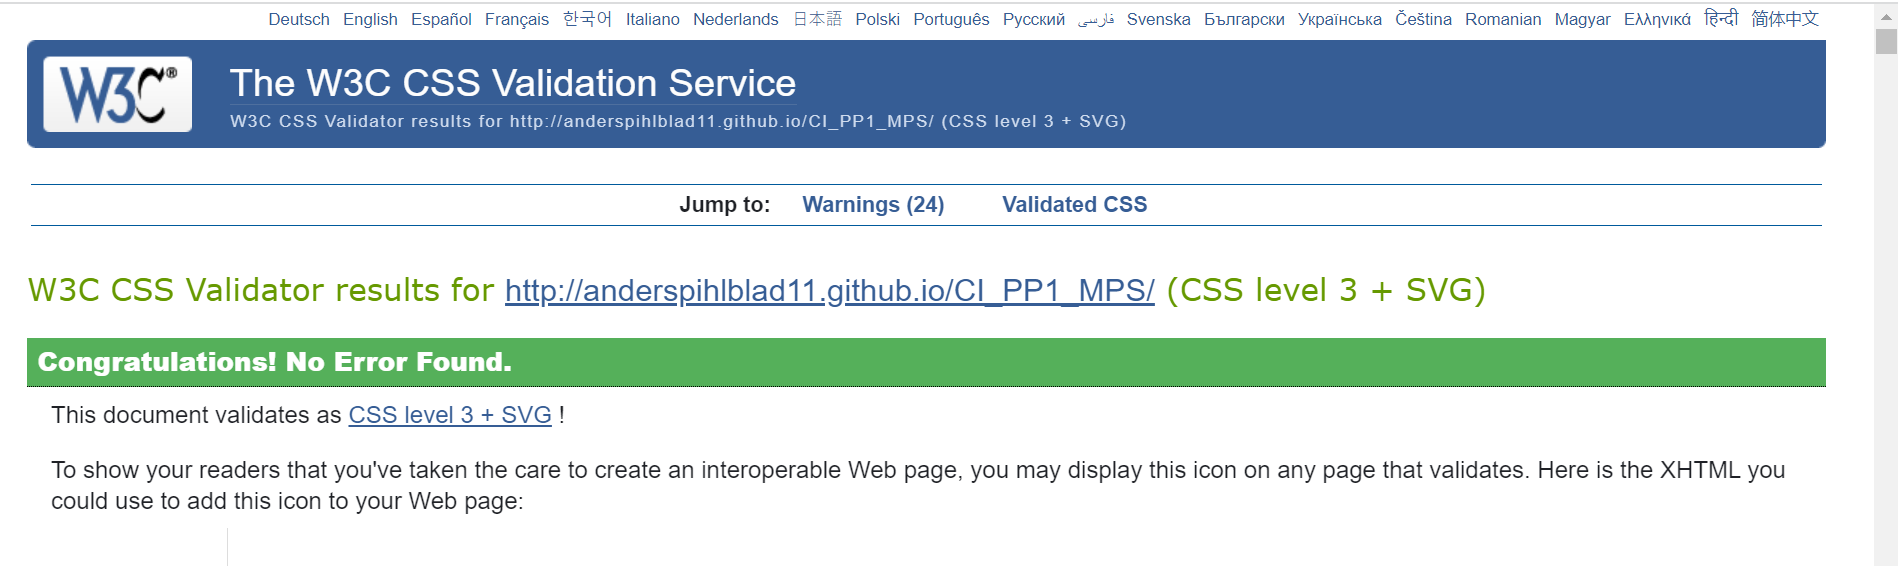 Deutsch English Español Français 한국어 Italiano Nederlands 日本語 Polski Português Русский فارسی Svenska Български Українська Čeština Romanian Magyar Ελληνικά हिन्दी 简体中文
W3C®
The W3C CSS Validation Service
W3C CSS Validator results for http://anderspihlblad11.github.io/CI_PP1_MPS/ (CSS level 3 + SVG)
Jump to: Warnings (24) Validated CSS
W3C CSS Validator results for http://anderspihlblad11.github.io/CI_PP1_MPS/ (CSS level 3 + SVG)
Congratulations! No Error Found.
This document validates as CSS level 3 + SVG !
To show your readers that you've taken the care to create an interoperable Web page, you may display this icon on any page that validates. Here is the XHTML you
could use to add this icon to your Web page: